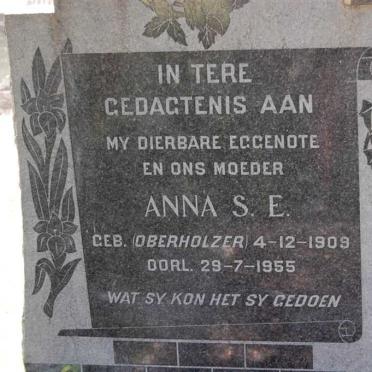 IN TERE
GEDAGTENIS AAN
MY DIERBARE EGGENOTE
EN ONS MOEDER
ANNA S. E.
GEB. (OBERHOLZER) 4-12-1909
OORL. 29-7-1955
WAT SY KON HET SY GEDOEN